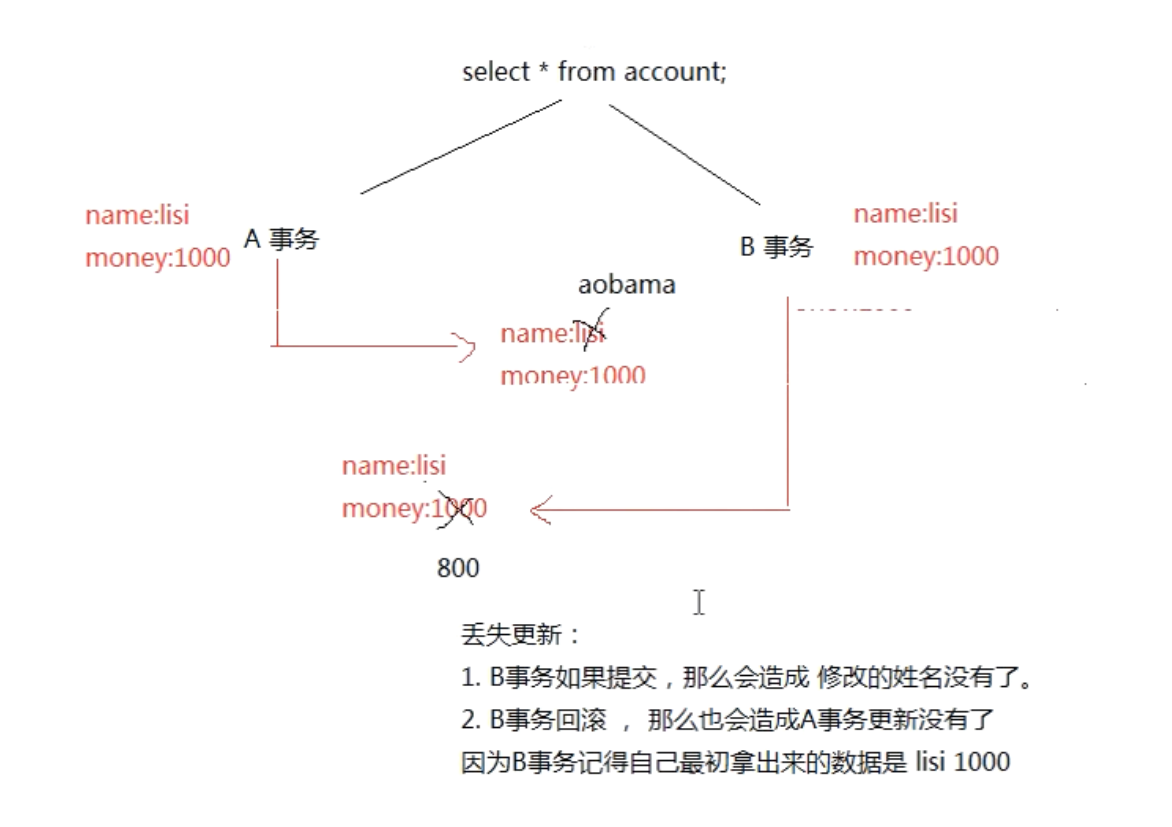 select * from account;
name:lisi
money:1000
A 事务
B 事务
name:lisi
money:1000
aobama
name:lisi
money:1000
name:lisi
money:1000
800
丢失更新：
1. B事务如果提交，那么会造成 修改的姓名没有了。
2. B事务回滚 ， 那么也会造成A事务更新没有了
因为B事务记得自己最初拿出来的数据是 lisi 1000